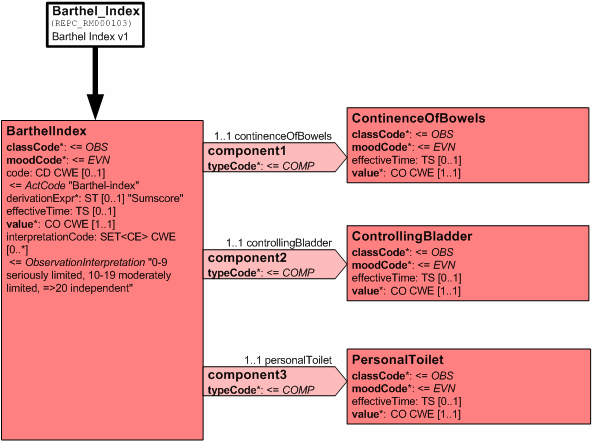 Barthel_Index
(REPC_RM000103)
Barthel Index v1
BarthelIndex
classCode*: <= OBS
moodCode*: <= EVN
code: CD CWE [0..1]
<= ActCode "Barthel-index"
derivationExpr*: ST [0..1] "Sumscore"
effectiveTime: TS [0..1]
value*: CO CWE [1..1]
interpretationCode: SET<CE> CWE
[0..*]
<= ObservationInterpretation "0-9
seriously limited, 10-19 moderately
limited, =>20 independent"
1..1 continenceOfBowels
component1
typeCode*: <= COMP
ContinenceOfBowels
classCode*: <= OBS
moodCode*: <= EVN
effectiveTime: TS [0..1]
value*: CO CWE [1..1]
1..1 controllingBladder
component2
typeCode*: <= COMP
ControllingBladder
classCode*: <= OBS
moodCode*: <= EVN
effectiveTime: TS [0..1]
value*: CO CWE [1..1]
1..1 personalToilet
component3
typeCode*: <= COMP
PersonalToilet
classCode*: <= OBS
moodCode*: <= EVN
effectiveTime: TS [0..1]
value*: CO CWE [1..1]